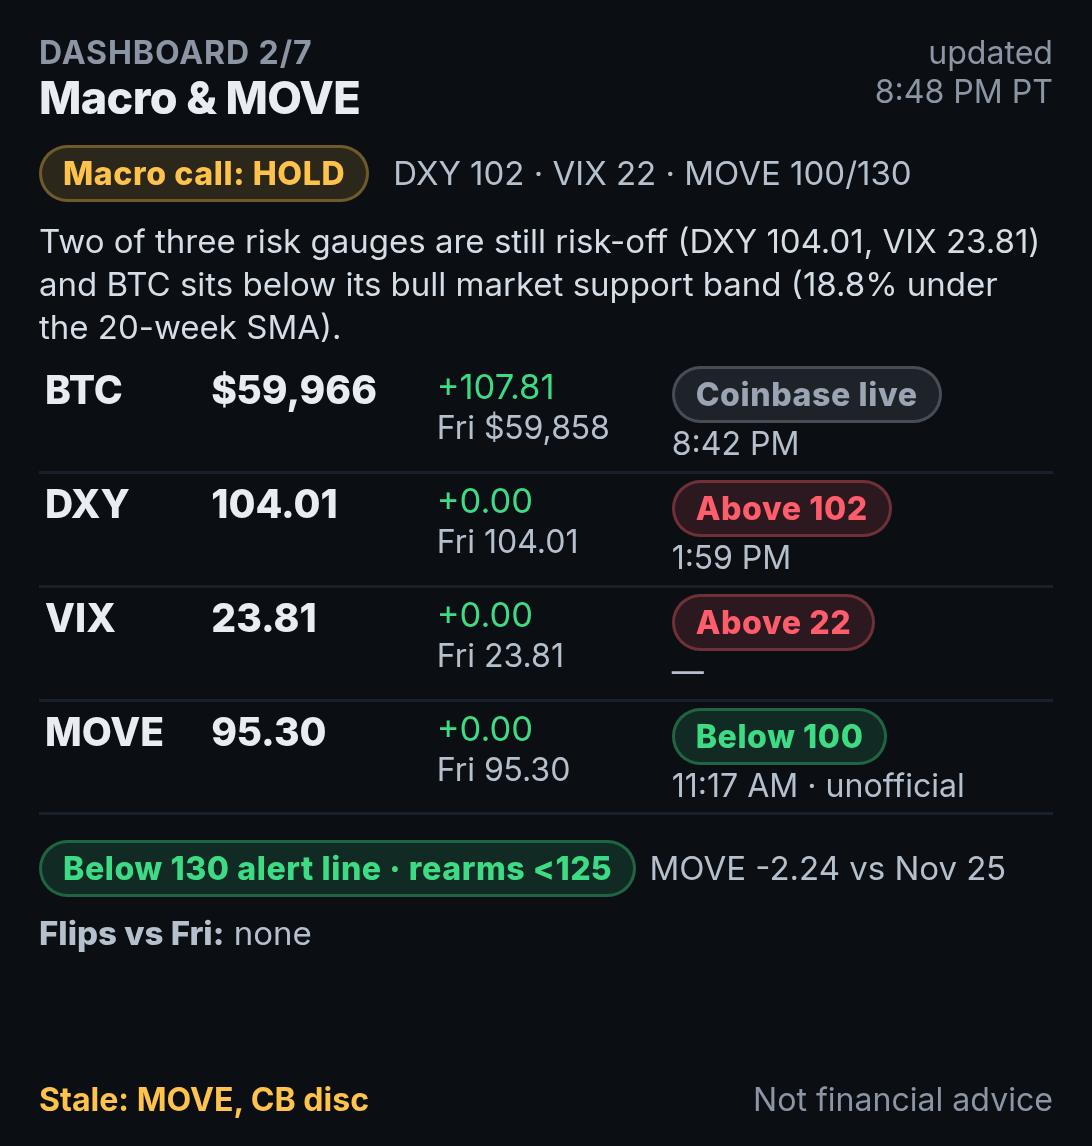 DASHBOARD 2/7
updated
Macro & MOVE
8:48 PM PT
Macro call: HOLD
DXY 102 · VIX 22 · MOVE 100/130
Two of three risk gauges are still risk-off (DXY 104.01, VIX 23.81)
and BTC sits below its bull market support band (18.8% under
the 20-week SMA).
BTC $59,966 +107.81 Coinbase live
Fri $59,858 8:42 PM
DXY 104.01 +0.00 Above 102
Fri 104.01 1:59 PM
VIX 23.81 +0.00 Above 22
Fri 23.81 —
MOVE 95.30 +0.00 Below 100
Fri 95.30 11:17 AM · unofficial
Below 130 alert line · rearms <125 MOVE -2.24 vs Nov 25
Flips vs Fri: none
Stale: MOVE, CB disc
Not financial advice